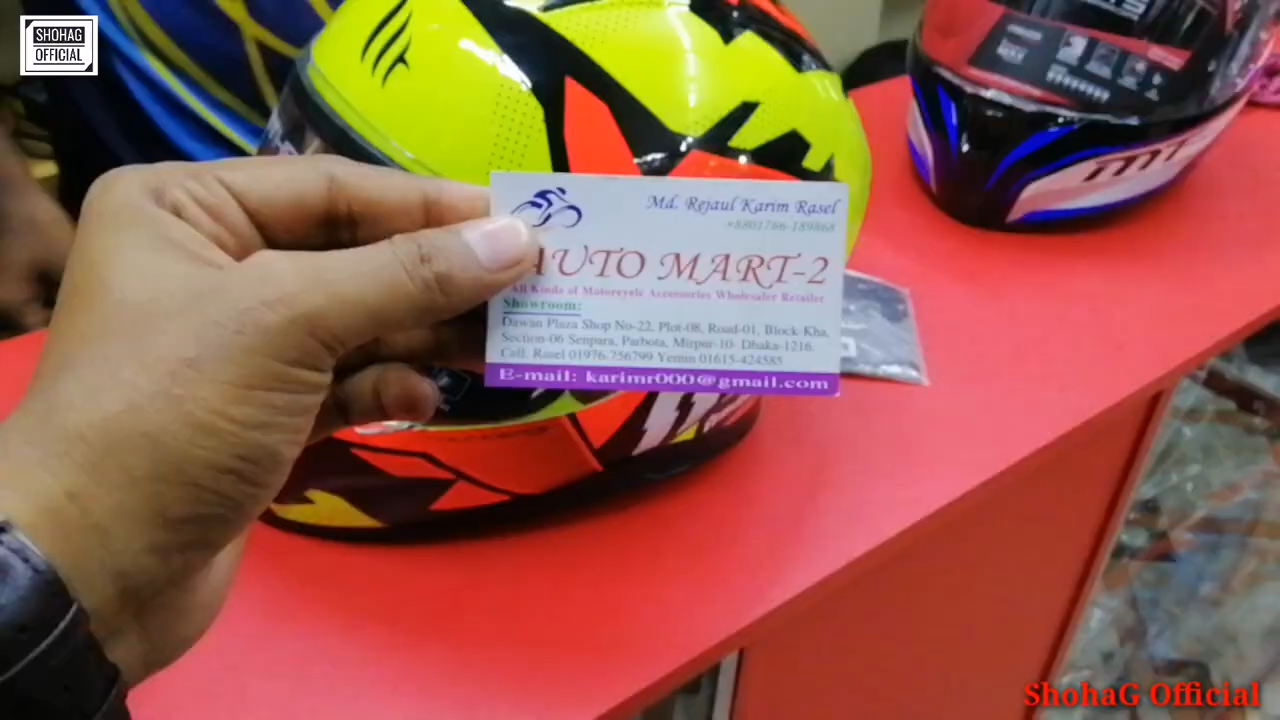 SHOHAG
OFFICIAL
MT
Md. Rejaul Karim Rasel
+8801766-189868
AUTO MART-2
All Kinds of Motorcycle Accessories Wholesaler Retailer
Showroom:
Dawan Plaza Shop No-22, Plot-08, Road-01, Block-Kha,
Section-06 Senpara, Parbota, Mirpur-10- Dhaka-1216.
Call: Rasel 01976-756799 Yemin 01615-424585
E-mail: karimr000@gmail.com
ShohaG Official